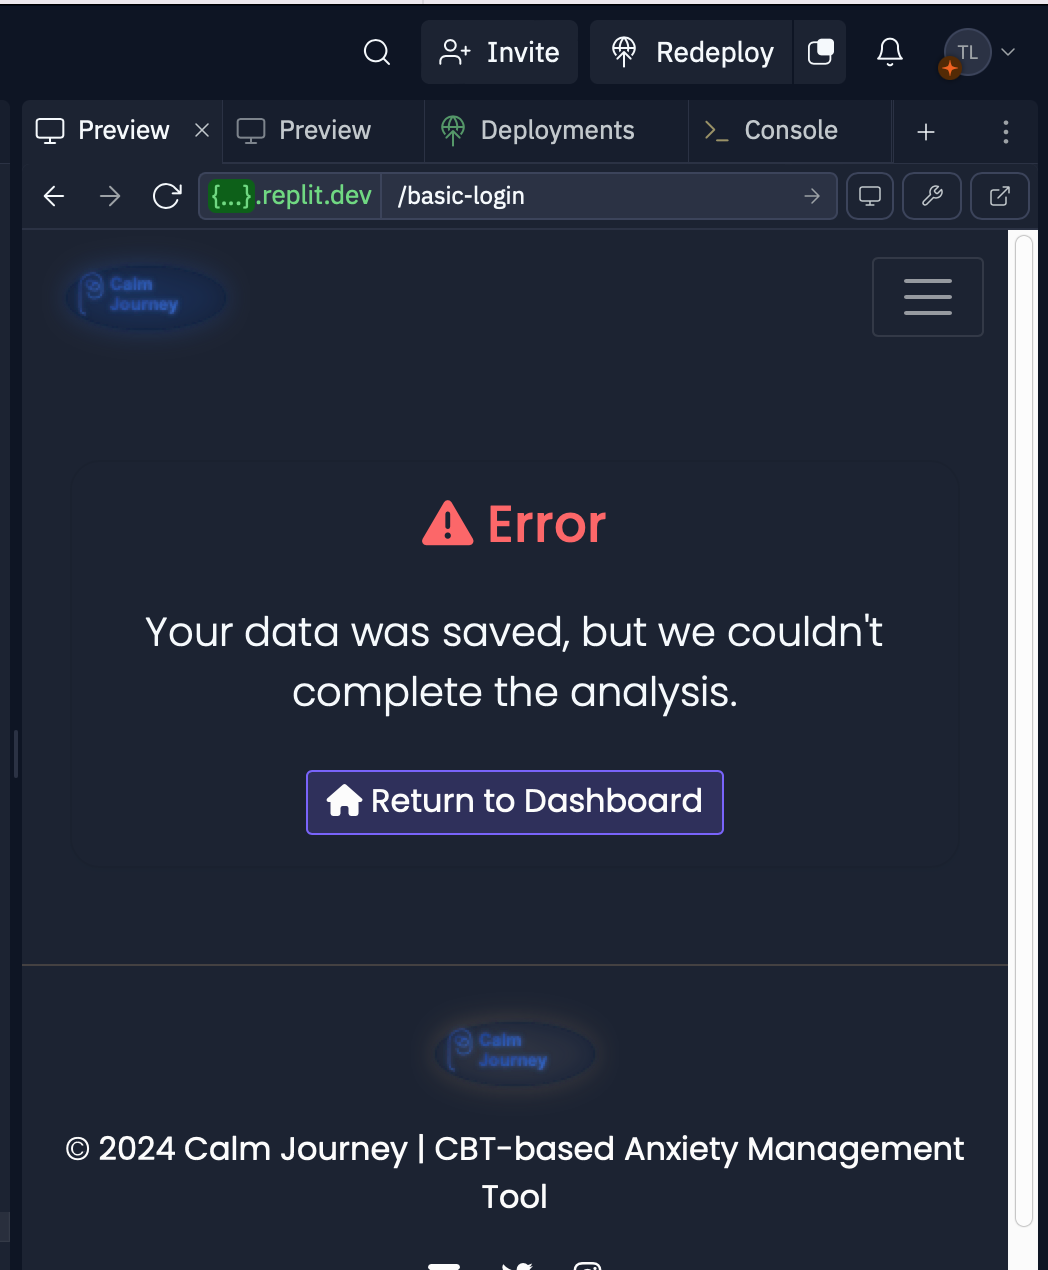 Invite
Redeploy
TL
Preview
Preview
Deployments
Console
{...}.replit.dev
/basic-login
Calm
Journey
Error
Your data was saved, but we couldn't
complete the analysis.
Return to Dashboard
Calm
Journey
© 2024 Calm Journey | CBT-based Anxiety Management
Tool